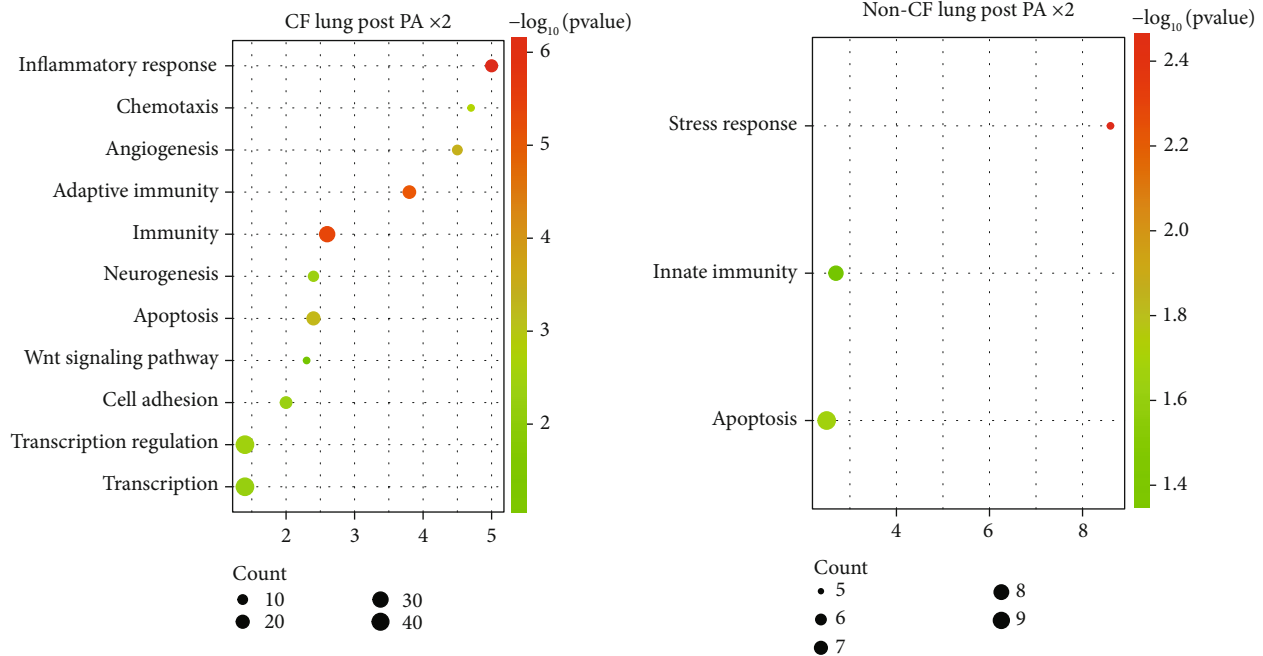 CF lung post PA ×2
−log₁₀ (pvalue)
Inflammatory response
Chemotaxis
Angiogenesis
Adaptive immunity
Immunity
Neurogenesis
Apoptosis
Wnt signaling pathway
Cell adhesion
Transcription regulation
Transcription
6
5
4
3
2
2 3 4 5
Count
10 30
20 40
Non-CF lung post PA ×2
−log₁₀ (pvalue)
Stress response
Innate immunity
Apoptosis
2.4
2.2
2.0
1.8
1.6
1.4
4 6 8
Count
5 8
6 9
7